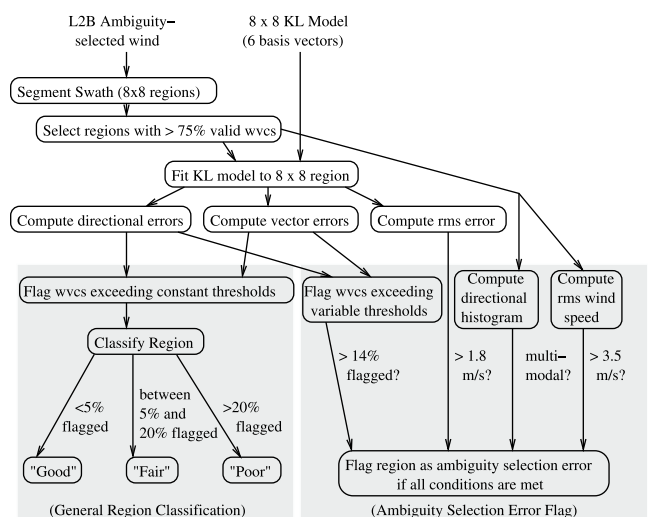 L2B Ambiguity–
selected wind
8 x 8 KL Model
(6 basis vectors)
Segment Swath (8x8 regions)
Select regions with > 75% valid wvcs
Fit KL model to 8 x 8 region
Compute directional errors
Compute vector errors
Compute rms error
Flag wvcs exceeding constant thresholds
Flag wvcs exceeding
variable thresholds
Compute
directional
histogram
Compute
rms wind
speed
Classify Region
> 14%
flagged?
> 1.8
m/s?
multi–
modal?
> 3.5
m/s?
<5%
flagged
between
5% and
20% flagged
>20%
flagged
"Good"
"Fair"
"Poor"
Flag region as ambiguity selection error
if all conditions are met
(General Region Classification)
(Ambiguity Selection Error Flag)